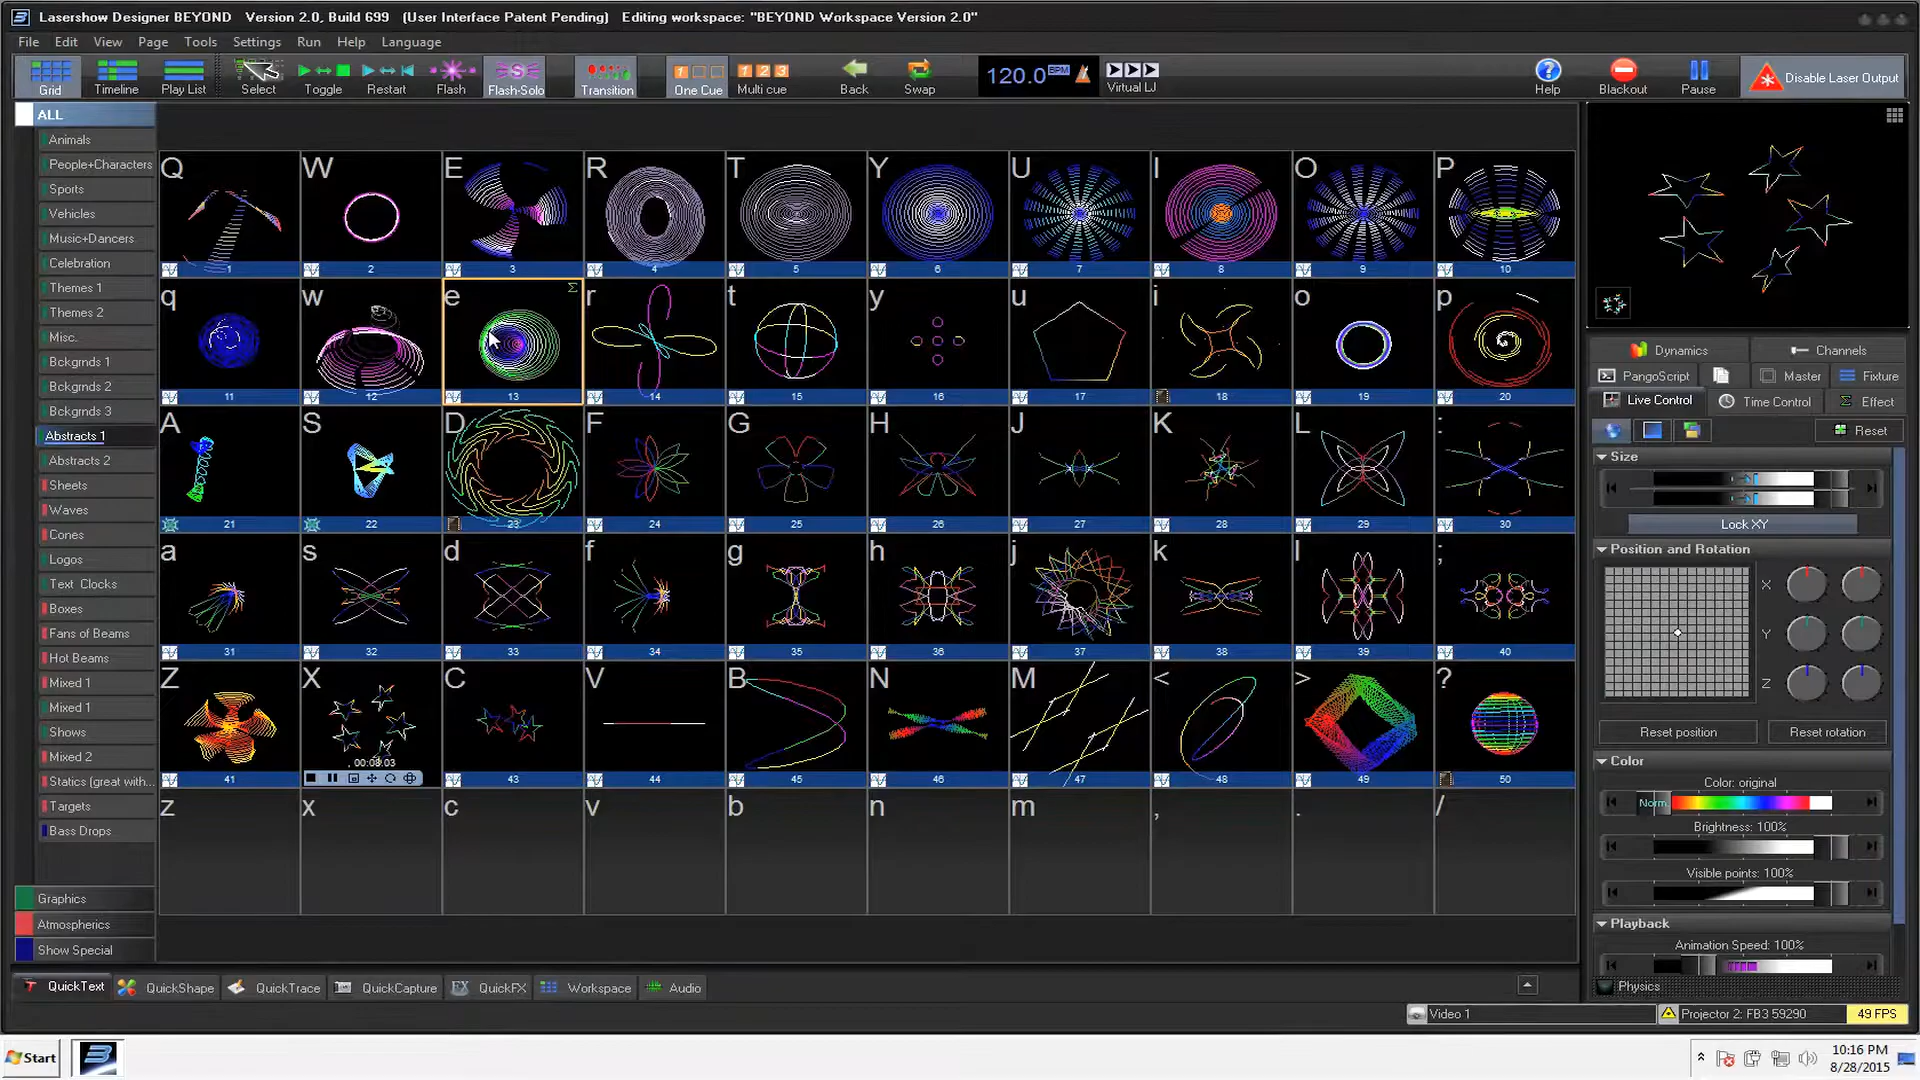 Lasershow Designer BEYOND Version 2.0, Build 699 (User Interface Patent Pending) Editing workspace: "BEYOND Workspace Version 2.0"
File Edit View Page Tools Settings Run Help Language
Grid Timeline Play List Select Toggle Restart Flash Flash-Solo Transition One Cue Multi cue Back Swap 120.0 BPM Virtual LJ Help Blackout Pause Disable Laser Output
ALL
Animals
People+Characters
Sports
Vehicles
Music+Dancers
Celebration
Themes 1
Themes 2
Misc.
Bckgrnds 1
Bckgrnds 2
Bckgrnds 3
Abstracts 1
Abstracts 2
Sheets
Waves
Cones
Logos
Text Clocks
Boxes
Fans of Beams
Hot Beams
Mixed 1
Mixed 1
Shows
Mixed 2
Statics (great with...
Targets
Bass Drops
Graphics
Atmospherics
Show Special
Q W E R T Y U I O P
1 2 3 4 5 6 7 8 9 10
q w e r t y u i o p
11 12 13 14 15 16 17 18 19 20
A S D F G H J K L :
21 22 23 24 25 26 27 28 29 30
a s d f g h j k l ;
31 32 33 34 35 36 37 38 39 40
Z X C V B N M < > ?
41 43 44 45 46 47 48 49 50
z x c v b n m , . /
Dynamics Channels
PangoScript Master Fixture
Live Control Time Control Effect
Reset
Size
Lock XY
Position and Rotation
X
Y
Z
Reset position Reset rotation
Color
Color: original
Norm.
Brightness: 100%
Visible points: 100%
Playback
Animation Speed: 100%
Physics
QuickText QuickShape QuickTrace QuickCapture FX QuickFX Workspace Audio
Video 1 Projector 2: FB3 59290 49 FPS
Start
10:16 PM
8/28/2015